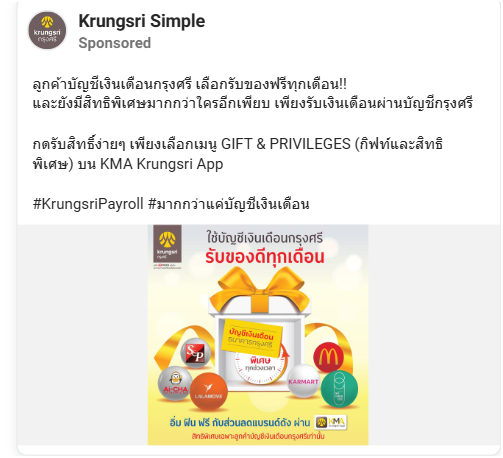 Krungsri Simple
Sponsored
krungsri
กรุงศรี
ลูกค้าบัญชีเงินเดือนกรุงศรี เลือกรับของฟรีทุกเดือน!!
และยังมีสิทธิพิเศษมากกว่าใครอีกเพียบ เพียงรับเงินเดือนผ่านบัญชีกรุงศรี
กดรับสิทธิ์ง่ายๆ เพียงเลือกเมนู GIFT & PRIVILEGES (กิฟท์และสิทธิ
พิเศษ) บน KMA Krungsri App
#KrungsriPayroll #มากกว่าแค่บัญชีเงินเดือน
krungsri
กรุงศรี
ใช้บัญชีเงินเดือนกรุงศรี
รับของดีทุกเดือน
บัญชีเงินเดือน
ธนาคารกรุงศรี
พิเศษ
ทุกช่วงเวลา
S&P
AI-CHA
LALAMOVE
KARMART
อิ่ม ฟิน ฟรี กับส่วนลดแบรนด์ดัง ผ่าน KMA
สิทธิพิเศษเฉพาะลูกค้าบัญชีเงินเดือนกรุงศรีเท่านั้น